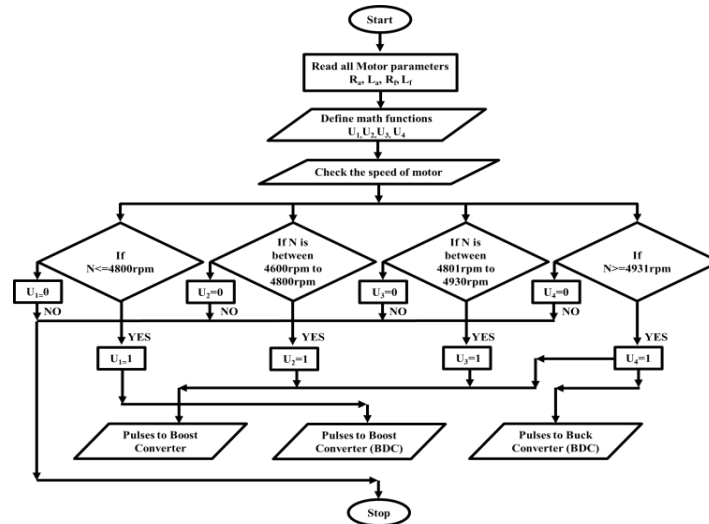 Start
Read all Motor parameters
Ra, La, Rf, Lf
Define math functions
U1,U2,U3, U4
Check the speed of motor
If
N<=4800rpm
If N is
between
4600rpm to
4800rpm
If N is
between
4801rpm to
4930rpm
If
N>=4931rpm
U1=0
U2=0
U3=0
U4=0
NO
NO
NO
NO
YES
YES
YES
YES
U1=1
U2=1
U3=1
U4=1
Pulses to Boost
Converter
Pulses to Boost
Converter (BDC)
Pulses to Buck
Converter (BDC)
Stop